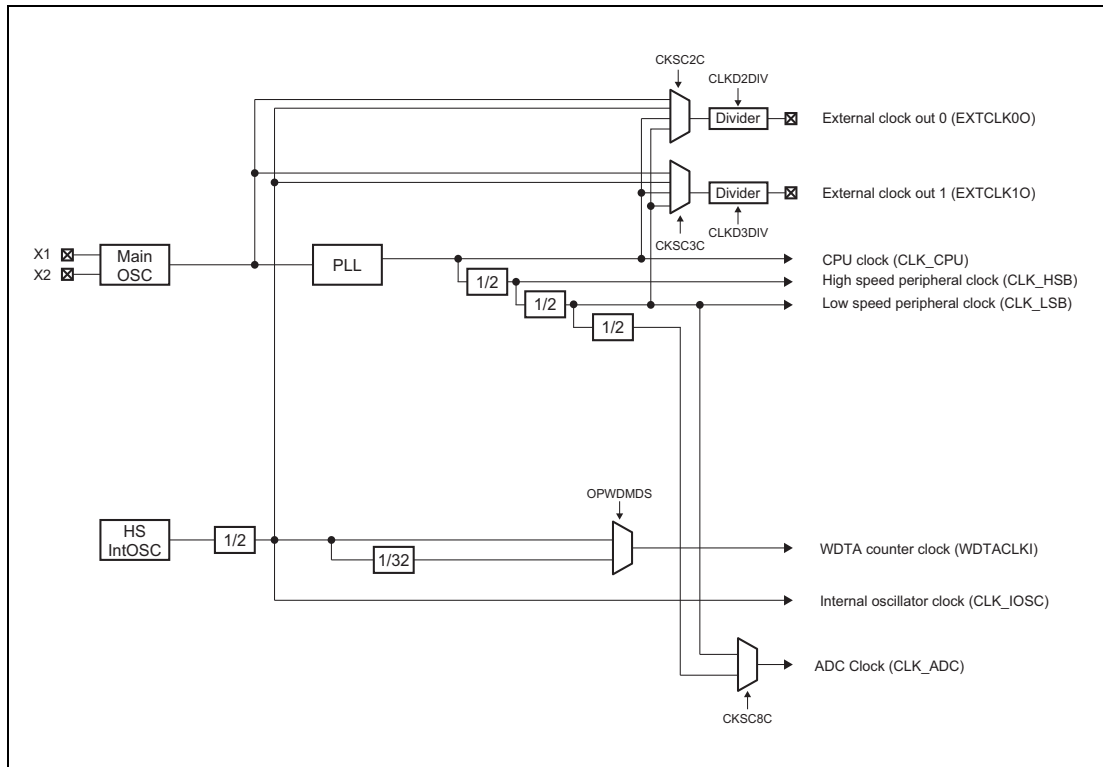 CKSC2C
CLKD2DIV
Divider
External clock out 0 (EXTCLK0O)
Divider
External clock out 1 (EXTCLK1O)
CKSC3C
CLKD3DIV
X1
X2
Main
OSC
PLL
CPU clock (CLK_CPU)
1/2
High speed peripheral clock (CLK_HSB)
1/2
Low speed peripheral clock (CLK_LSB)
1/2
OPWDMDS
HS
IntOSC
1/2
1/32
WDTA counter clock (WDTACLKI)
Internal oscillator clock (CLK_IOSC)
ADC Clock (CLK_ADC)
CKSC8C